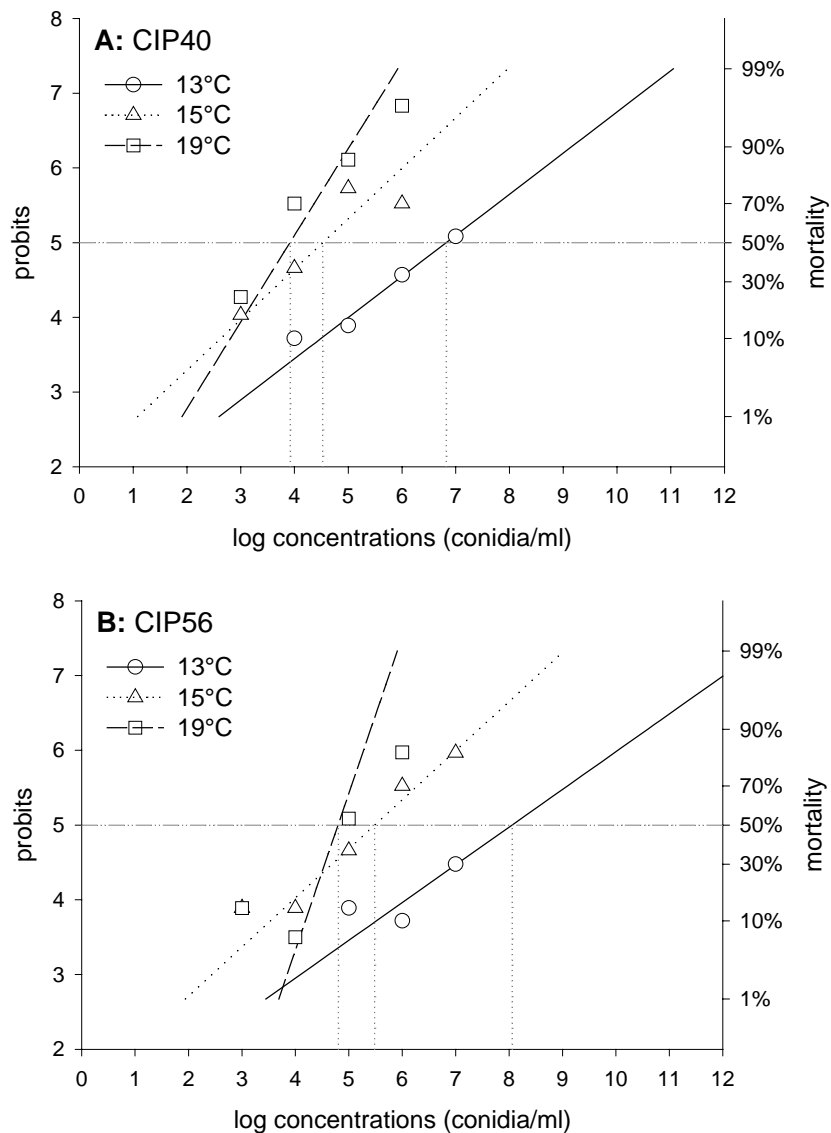 A: CIP40
13°C
15°C
19°C
8
7
6
5
4
3
2
probits
99%
90%
70%
50%
30%
10%
1%
mortality
0 1 2 3 4 5 6 7 8 9 10 11 12
log concentrations (conidia/ml)
B: CIP56
13°C
15°C
19°C
8
7
6
5
4
3
2
probits
99%
90%
70%
50%
30%
10%
1%
mortality
0 1 2 3 4 5 6 7 8 9 10 11 12
log concentrations (conidia/ml)